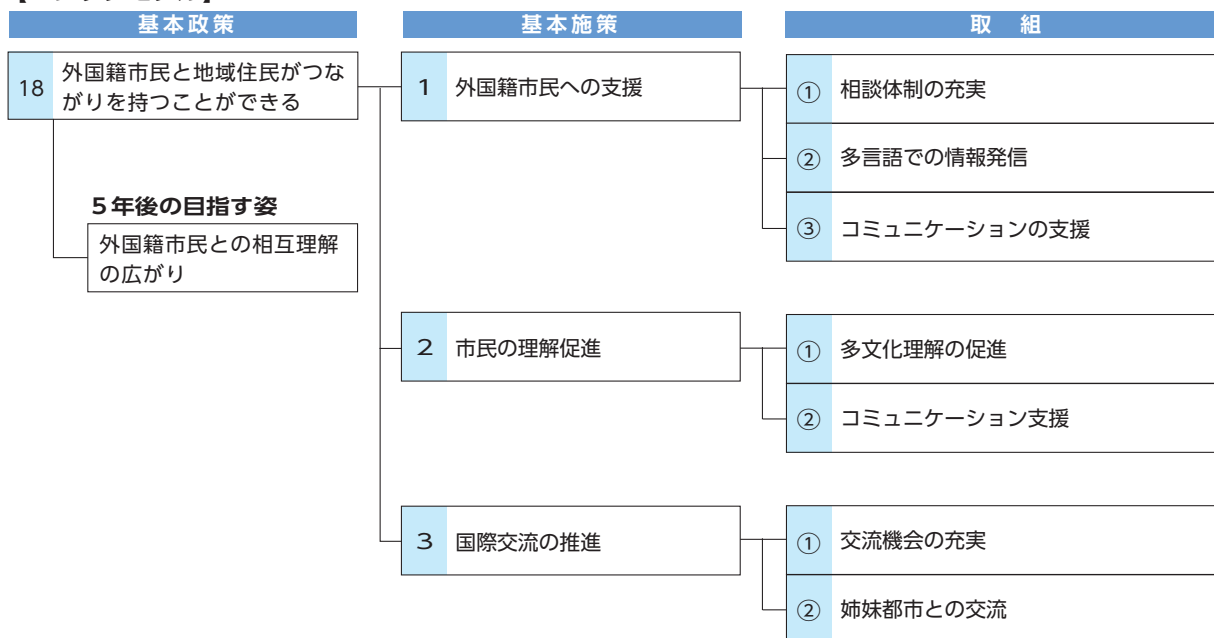 基本政策
基本施策
取 組
18 外国籍市民と地域住民がつな
がりを持つことができる
5年後の目指す姿
外国籍市民との相互理解
の広がり
1 外国籍市民への支援
① 相談体制の充実
② 多言語での情報発信
③ コミュニケーションの支援
2 市民の理解促進
① 多文化理解の促進
② コミュニケーション支援
3 国際交流の推進
① 交流機会の充実
② 姉妹都市との交流